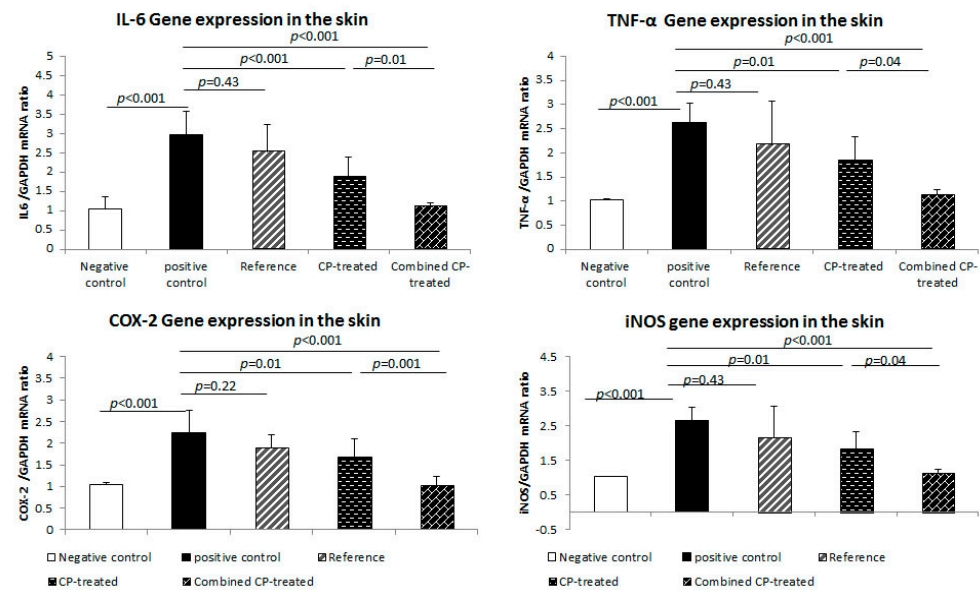 IL-6 Gene expression in the skin
p<0.001
p<0.001
p=0.01
p=0.43
p<0.001
IL6 /GAPDH mRNA ratio
5
4.5
4
3.5
3
2.5
2
1.5
1
0.5
0
Negative control
positive control
Reference
CP-treated
Combined CP-treated
TNF-α Gene expression in the skin
p<0.001
p=0.01
p=0.04
p=0.43
p<0.001
TNF-α /GAPDH mRNA ratio
4
3.5
3
2.5
2
1.5
1
0.5
0
Negative control
positive control
Reference
CP-treated
Combined CP-treated
COX-2 Gene expression in the skin
p<0.001
p=0.01
p=0.001
p=0.22
p<0.001
COX-2 /GAPDH mRNA ratio
4
3.5
3
2.5
2
1.5
1
0.5
0
Negative control
positive control
Reference
CP-treated
Combined CP-treated
iNOS gene expression in the skin
p<0.001
p=0.01
p=0.04
p=0.43
p<0.001
iNOS/GAPDH mRNA ratio
4.5
3.5
2.5
1.5
0.5
-0.5
Negative control
positive control
Reference
CP-treated
Combined CP-treated